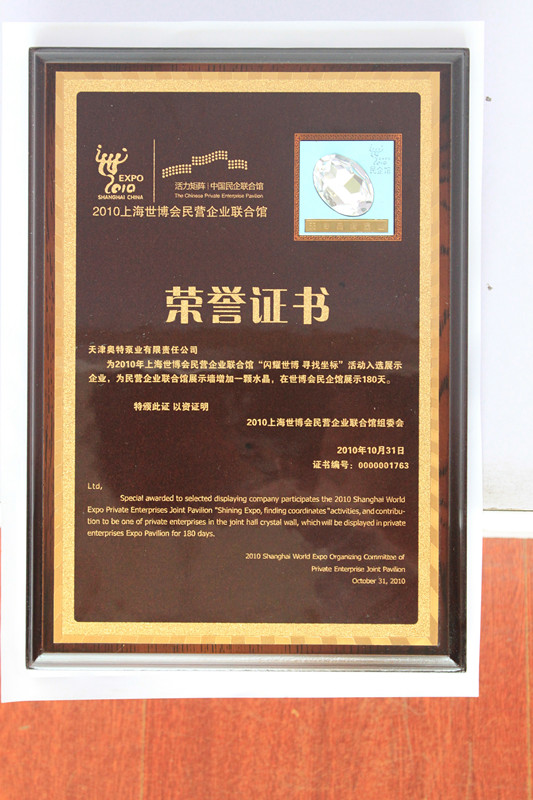 EXPO
2010
SHANGHAI CHINA
活力矩阵 | 中国民企联合馆
The Chinese Private Enterprise Pavilion
2010上海世博会民营企业联合馆
民企馆
荣誉证书
天津奥特泵业有限责任公司
为2010年上海世博会民营企业联合馆“闪耀世博 寻找坐标”活动入选展示
企业，为民营企业联合馆展示墙增加一颗水晶，在世博会民企馆展示180天。
特颁此证 以资证明
2010上海世博会民营企业联合馆组委会
2010年10月31日
证书编号：0000001763
Ltd,
Special awarded to selected displaying company participates the 2010 Shanghai World
Expo Private Enterprises Joint Pavilion "Shining Expo, finding coordinates "activities, and contribu-
tion to be one of private enterprises in the joint hall crystal wall, which will be displayed in private
enterprises Expo Pavilion for 180 days.
2010 Shanghai World Expo Organizing Committee of
Private Enterprise Joint Pavilion
October 31, 2010